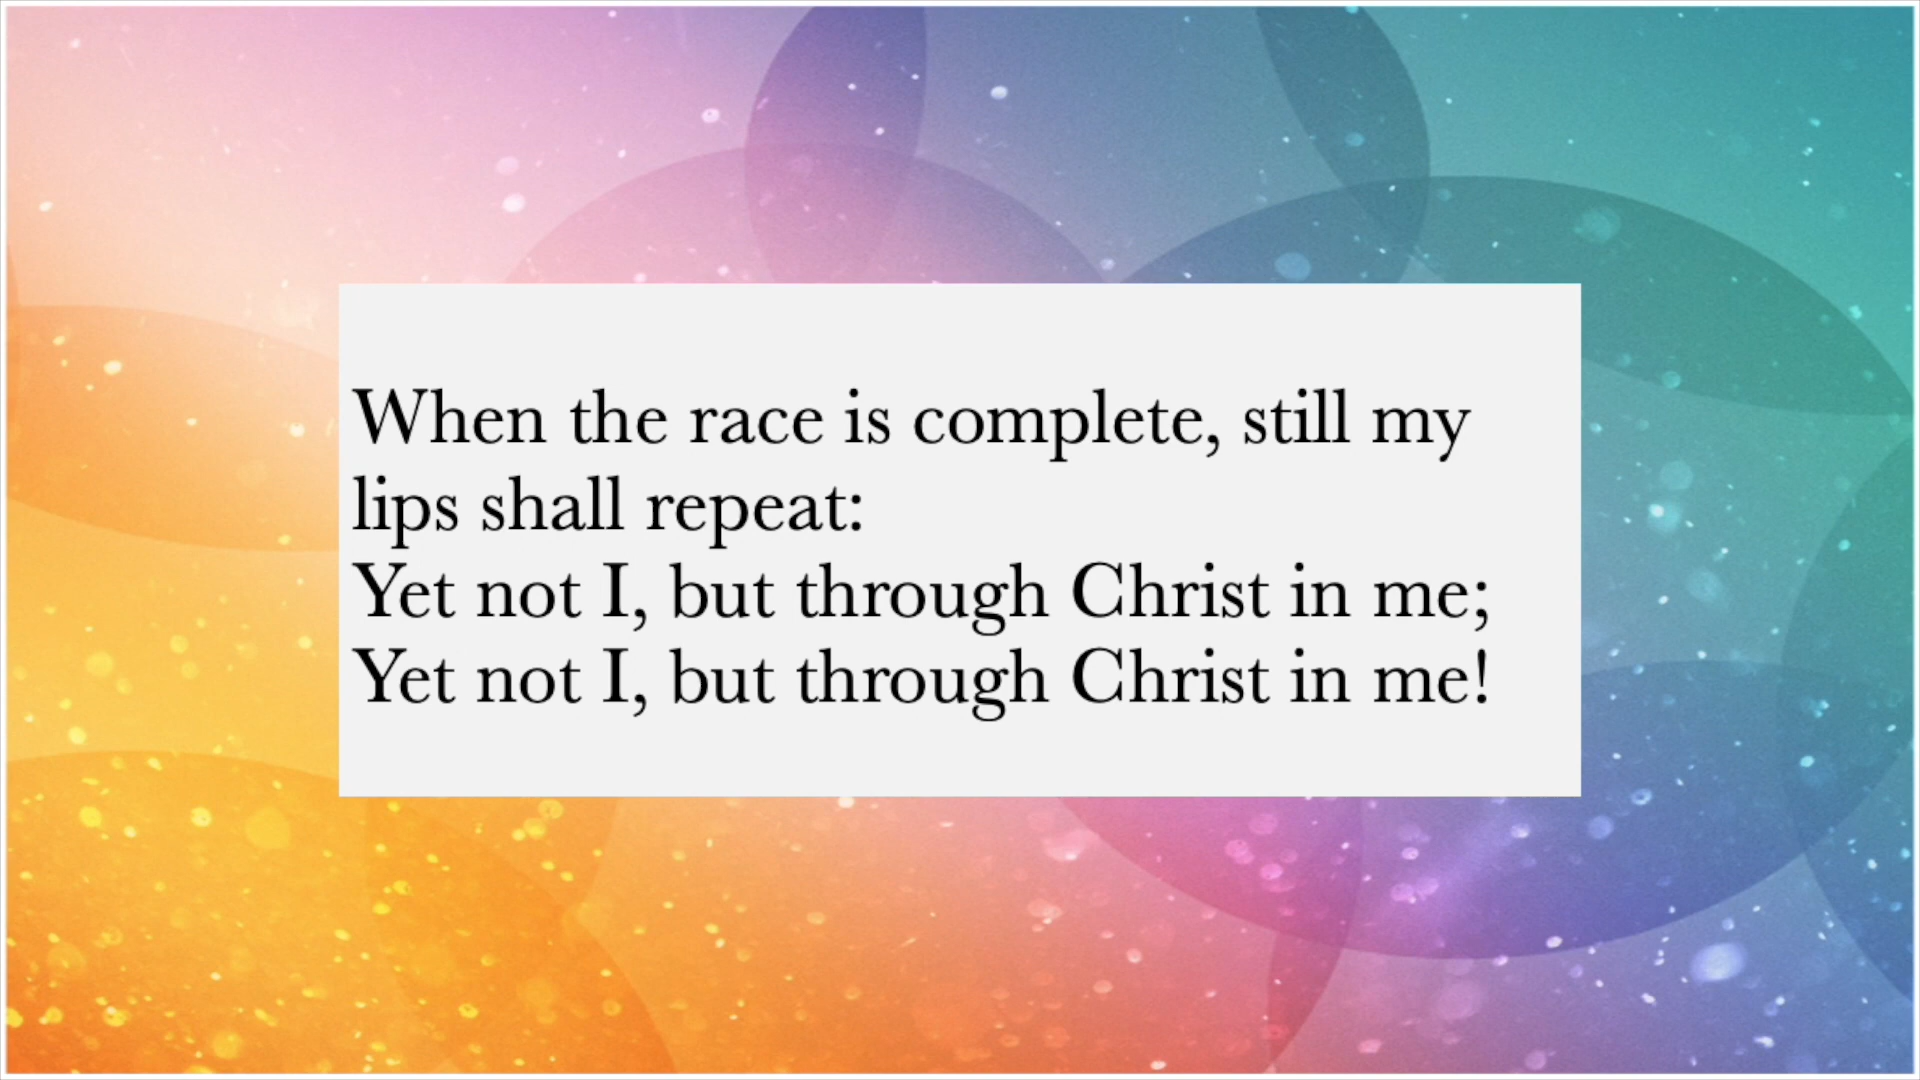 When the race is complete, still my
lips shall repeat:
Yet not I, but through Christ in me;
Yet not I, but through Christ in me!